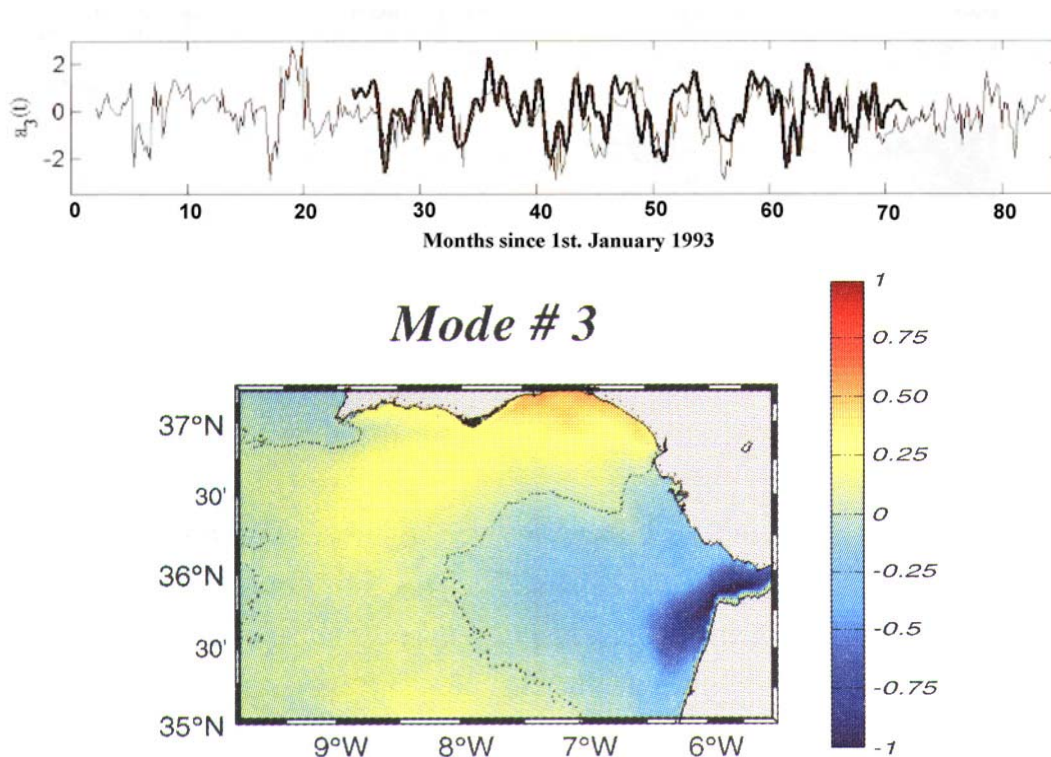 2
0
-2
a3(t)
0 10 20 30 40 50 60 70 80
Months since 1st. January 1993
Mode # 3
1
0.75
0.50
0.25
0
-0.25
-0.5
-0.75
-1
37°N
30'
36°N
30'
35°N
9°W 8°W 7°W 6°W